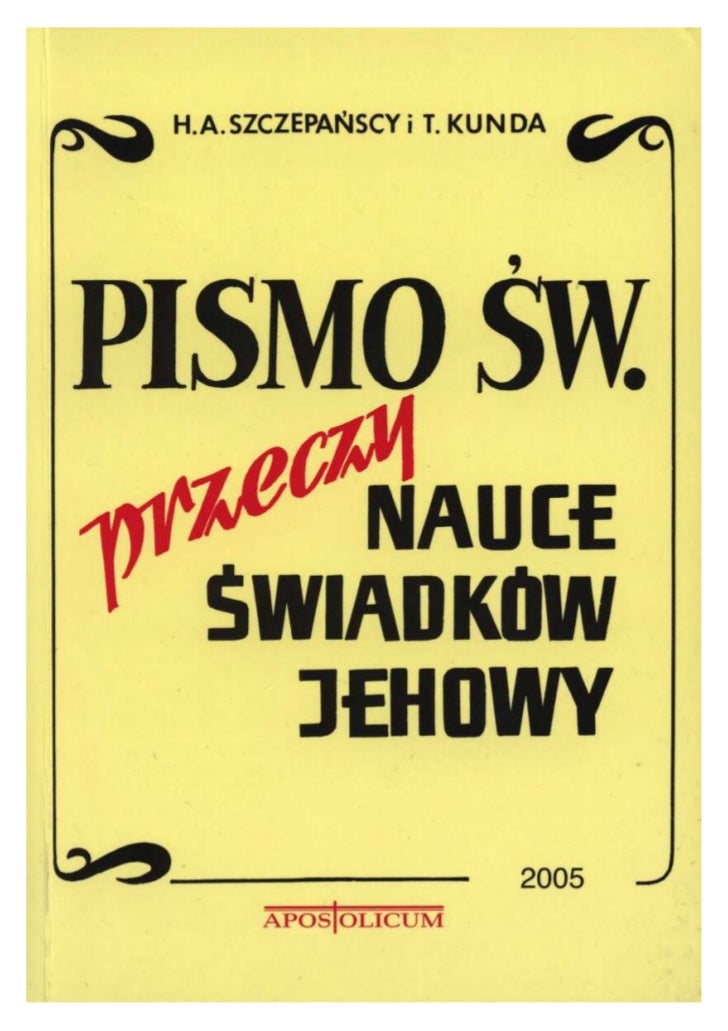 H.A. SZCZEPAŃSCY i T. KUNDA
PISMO ŚW.
przeczy
NAUCE
ŚWIADKÓW
JEHOWY
2005
APOSTOLICUM